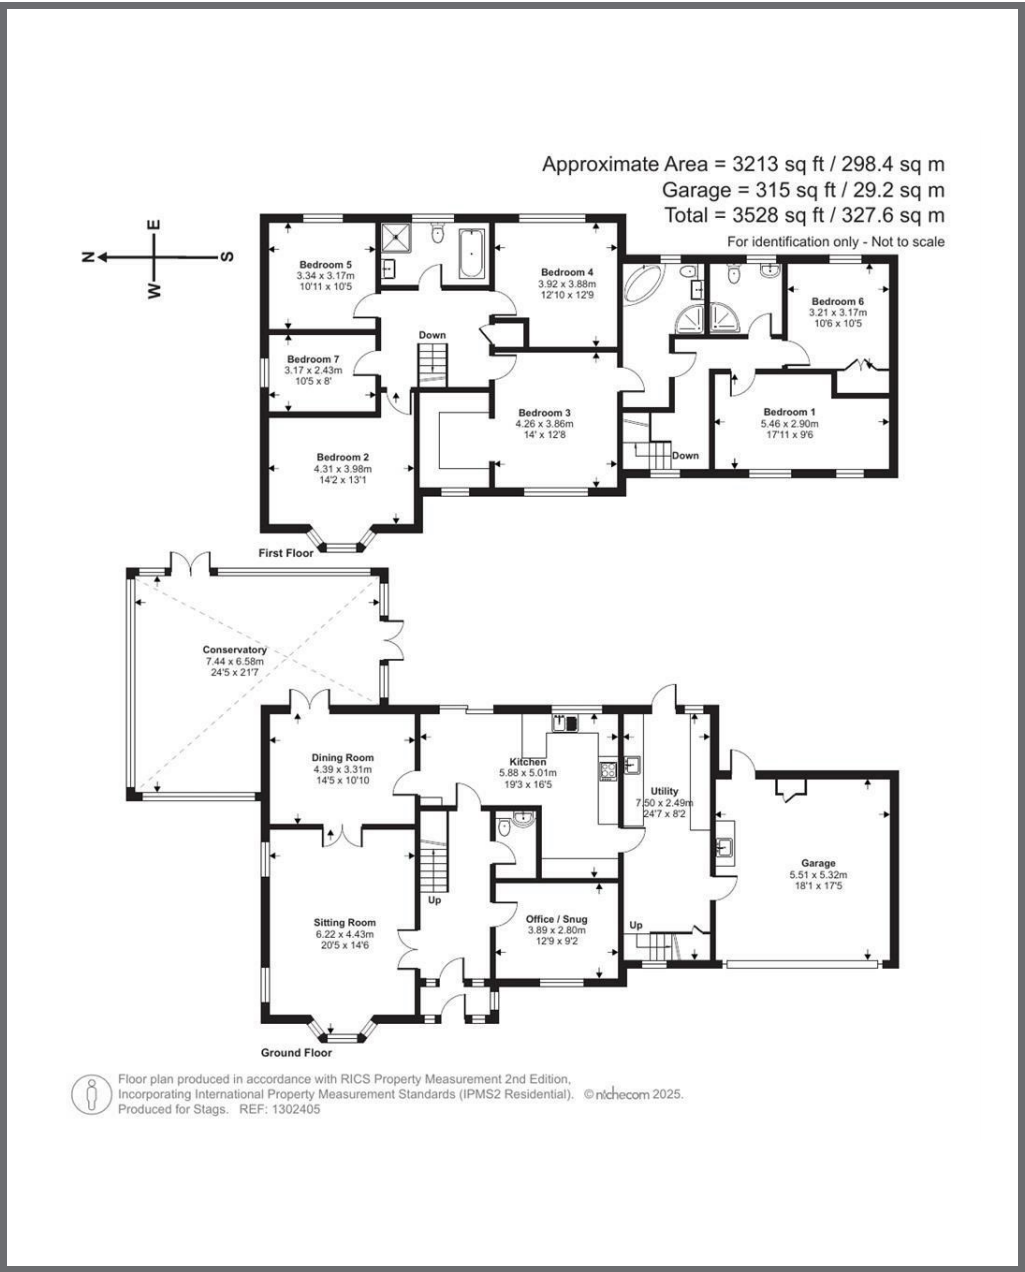 Approximate Area = 3213 sq ft / 298.4 sq m
Garage = 315 sq ft / 29.2 sq m
Total = 3528 sq ft / 327.6 sq m
For identification only - Not to scale
E
N
S
W
Bedroom 5
3.34 x 3.17m
10'11 x 10'5
Bedroom 4
3.92 x 3.88m
12'10 x 12'9
Bedroom 6
3.21 x 3.17m
10'6 x 10'5
Down
Bedroom 7
3.17 x 2.43m
10'5 x 8'
Bedroom 3
4.26 x 3.86m
14' x 12'8
Bedroom 1
5.46 x 2.90m
17'11 x 9'6
Bedroom 2
4.31 x 3.98m
14'2 x 13'1
Down
First Floor
Conservatory
7.44 x 6.58m
24'5 x 21'7
Dining Room
4.39 x 3.31m
14'5 x 10'10
Kitchen
5.88 x 5.01m
19'3 x 16'5
Utility
7.50 x 2.49m
24'7 x 8'2
Garage
5.51 x 5.32m
18'1 x 17'5
Up
Sitting Room
6.22 x 4.43m
20'5 x 14'6
Office / Snug
3.89 x 2.80m
12'9 x 9'2
Up
Ground Floor
Floor plan produced in accordance with RICS Property Measurement 2nd Edition,
Incorporating International Property Measurement Standards (IPMS2 Residential). © nichecom 2025.
Produced for Stags. REF: 1302405